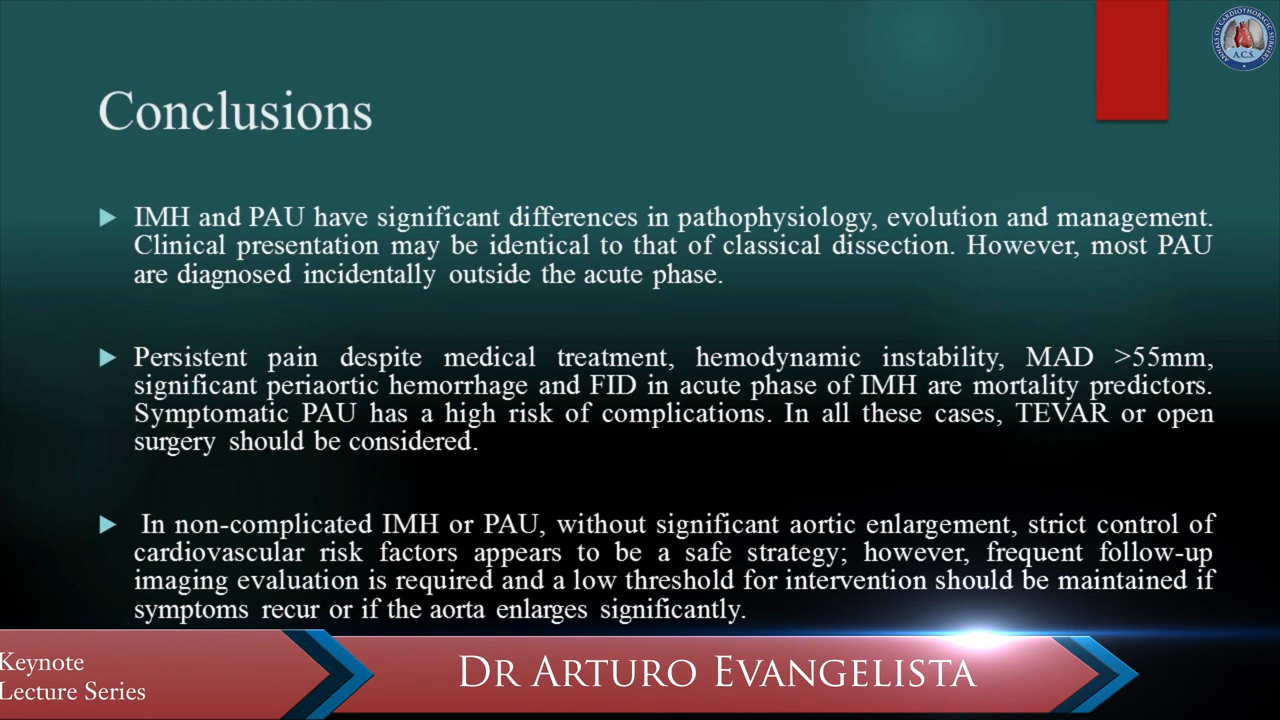 ANNALS OF CARDIOTHORACIC SURGERY
A.C.S.
Conclusions
IMH and PAU have significant differences in pathophysiology, evolution and management.
Clinical presentation may be identical to that of classical dissection. However, most PAU
are diagnosed incidentally outside the acute phase.
Persistent pain despite medical treatment, hemodynamic instability, MAD >55mm,
significant periaortic hemorrhage and FID in acute phase of IMH are mortality predictors.
Symptomatic PAU has a high risk of complications. In all these cases, TEVAR or open
surgery should be considered.
In non-complicated IMH or PAU, without significant aortic enlargement, strict control of
cardiovascular risk factors appears to be a safe strategy; however, frequent follow-up
imaging evaluation is required and a low threshold for intervention should be maintained if
symptoms recur or if the aorta enlarges significantly.
Keynote
Lecture Series
DR ARTURO EVANGELISTA